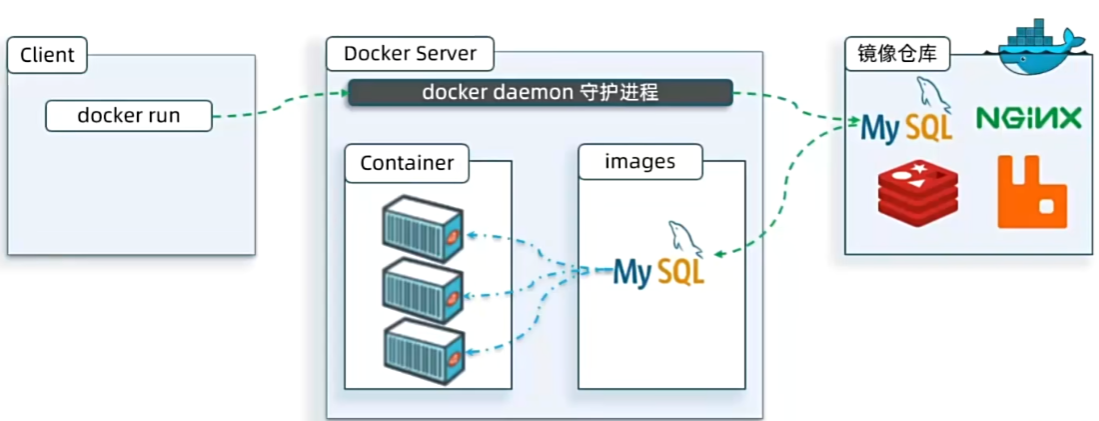 Client
docker run
Docker Server
docker daemon 守护进程
Container
images
MySQL
镜像仓库
MySQL
NGiNX